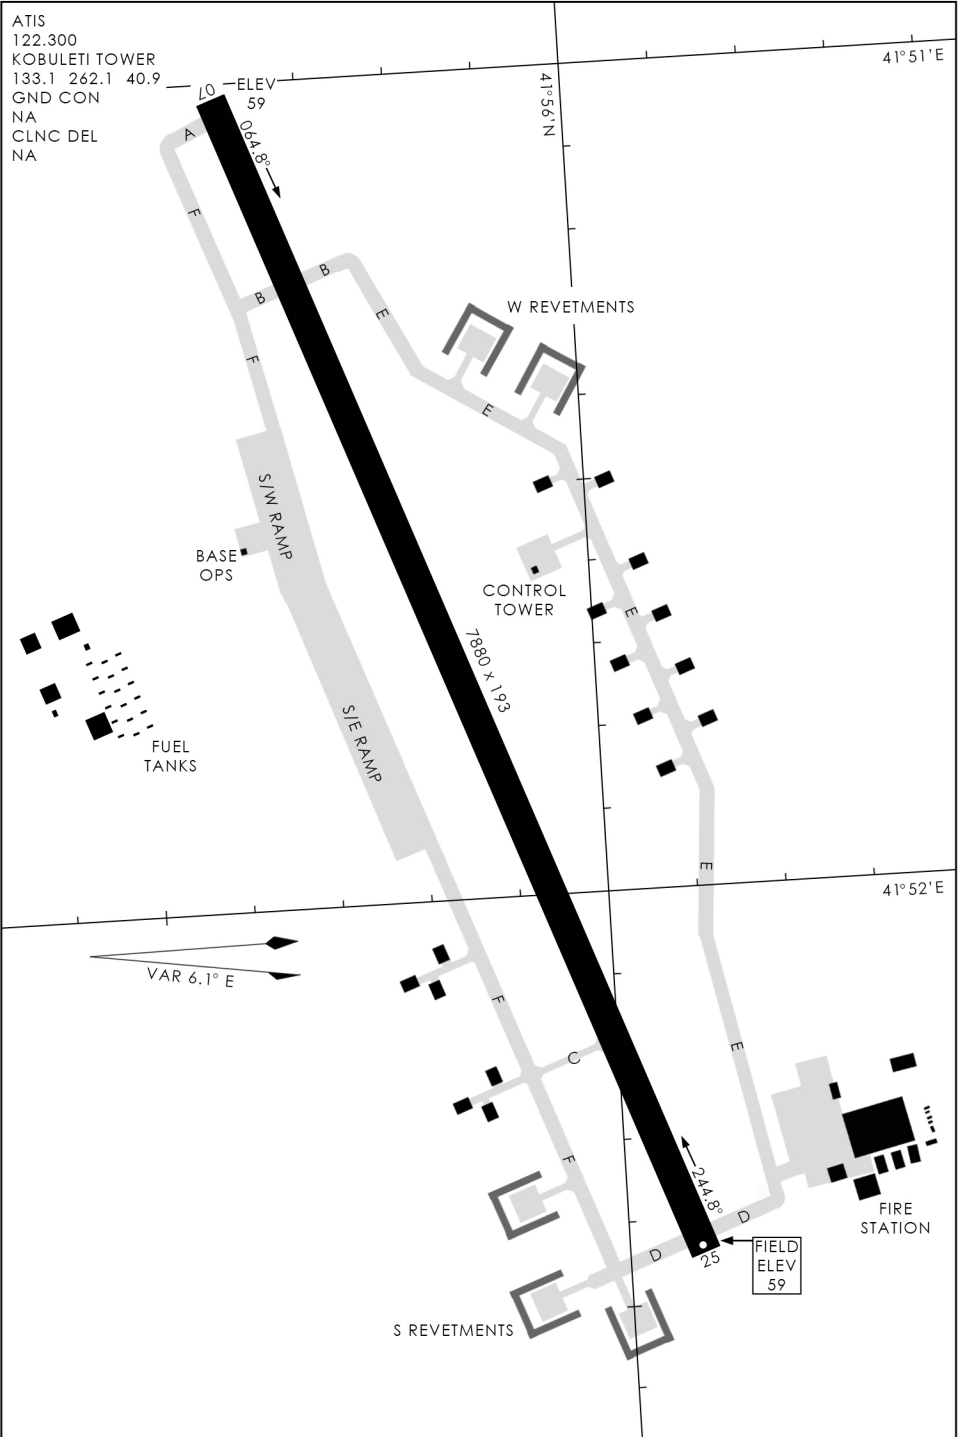 ATIS
122.300
KOBULETI TOWER
133.1 262.1 40.9
GND CON
NA
CLNC DEL
NA
41°51'E
07
ELEV
59
41°56'N
A
064.8°
F
B
B
E
W REVETMENTS
F
E
S/W RAMP
BASE
OPS
CONTROL
TOWER
E
7880 x 193
S/E RAMP
FUEL
TANKS
E
41°52'E
VAR 6.1° E
F
C
E
F
244.8°
D
D
25
FIRE
STATION
FIELD
ELEV
59
S REVETMENTS